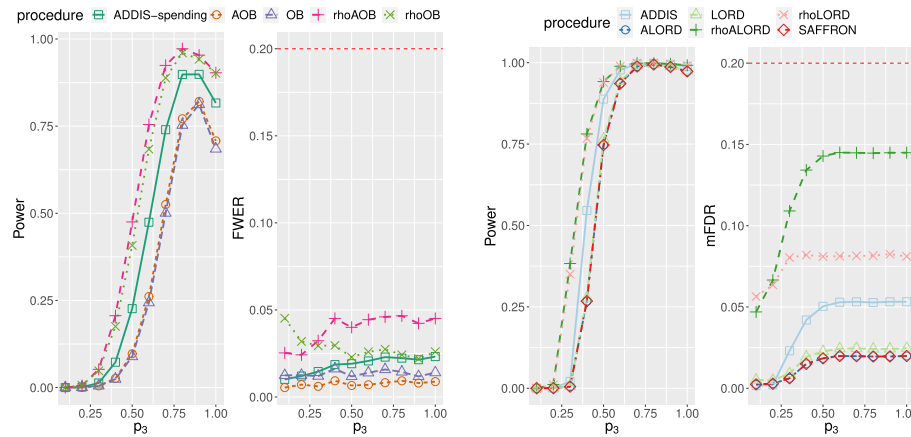 procedure ADDIS−spending AOB OB rhoAOB rhoOB
1.00
0.75
0.50
0.25
0.00
Power
0.25 0.50 0.75 1.00
p3
0.20
0.15
0.10
0.05
0.00
FWER
0.25 0.50 0.75 1.00
p3
procedure
ADDIS LORD rhoLORD
ALORD rhoALORD SAFFRON
1.00
0.75
0.50
0.25
0.00
Power
0.25 0.50 0.75 1.00
p3
0.20
0.15
0.10
0.05
0.00
mFDR
0.25 0.50 0.75 1.00
p3